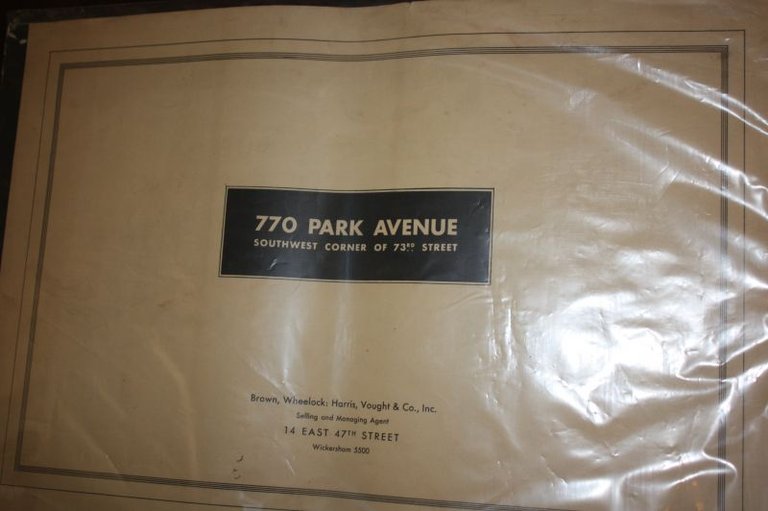 770 PARK AVENUE
SOUTHWEST CORNER OF 73RD STREET
Brown, Wheelock: Harris, Vought & Co., Inc.
Selling and Managing Agent
14 EAST 47TH STREET
Wickersham 5500